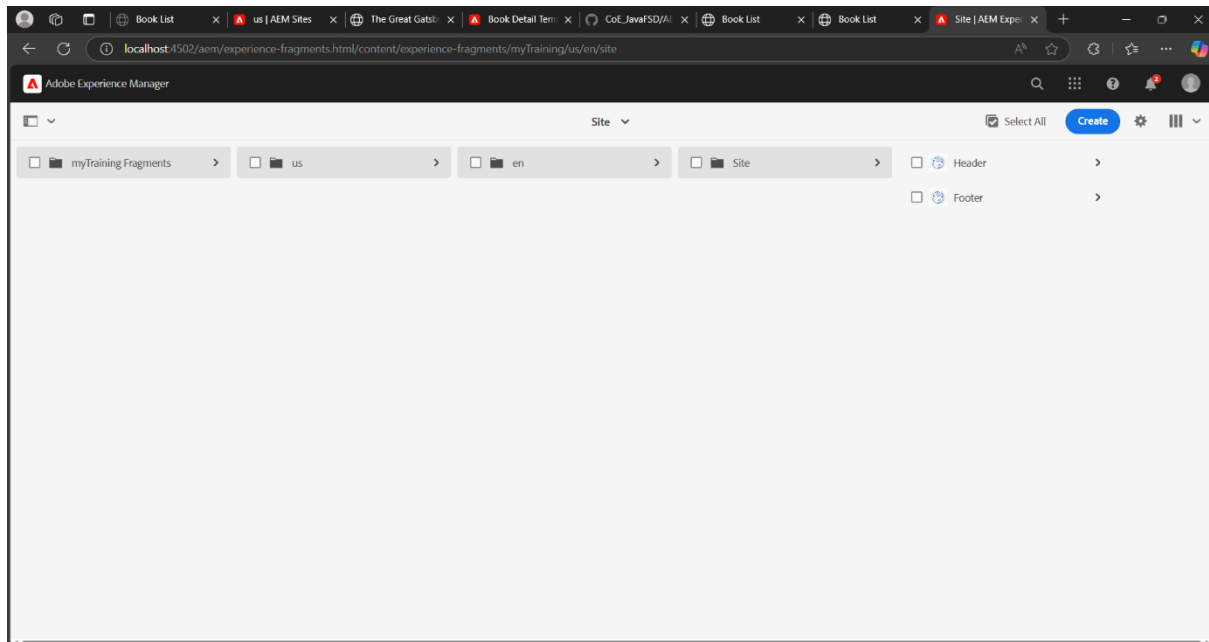 Book List us | AEM Sites The Great Gatsb Book Detail Tem CoE_JavaFSD/AE Book List Book List Site | AEM Exper
localhost:4502/aem/experience-fragments.html/content/experience-fragments/myTraining/us/en/site
Adobe Experience Manager 2
Site Select All Create
myTraining Fragments us en Site Header
Footer